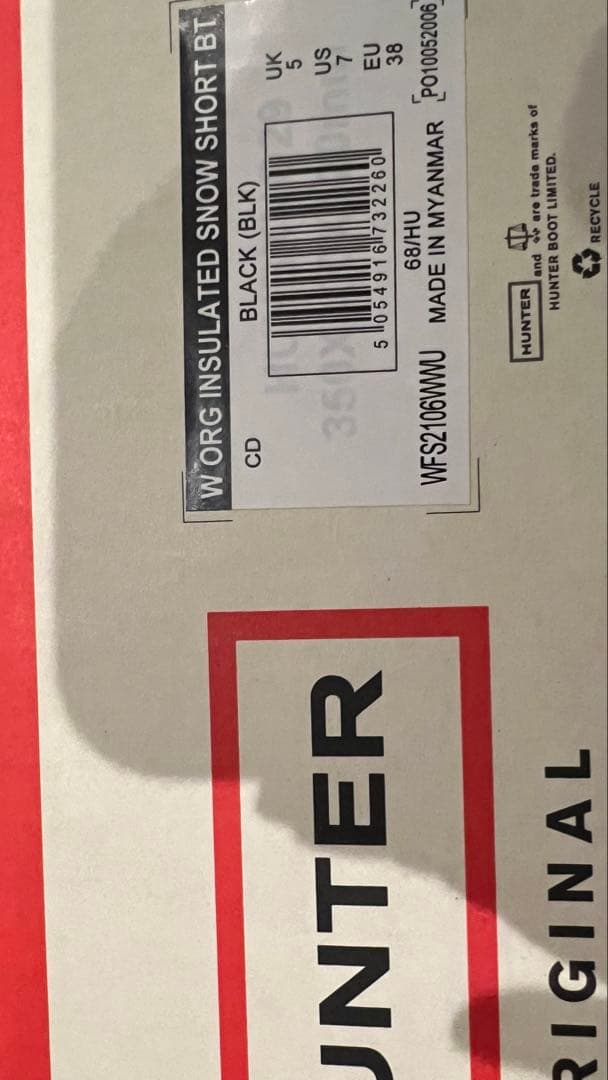 W ORG INSULATED SNOW SHORT BT
CD
BLACK (BLK)
UK
5
US
7
EU
38
5 054916 732260
68/HU
WFS2106WWU
MADE IN MYANMAR
PO10052006
HUNTER and are trade marks of
HUNTER BOOT LIMITED.
RECYCLE
UNTER
RIGINAL